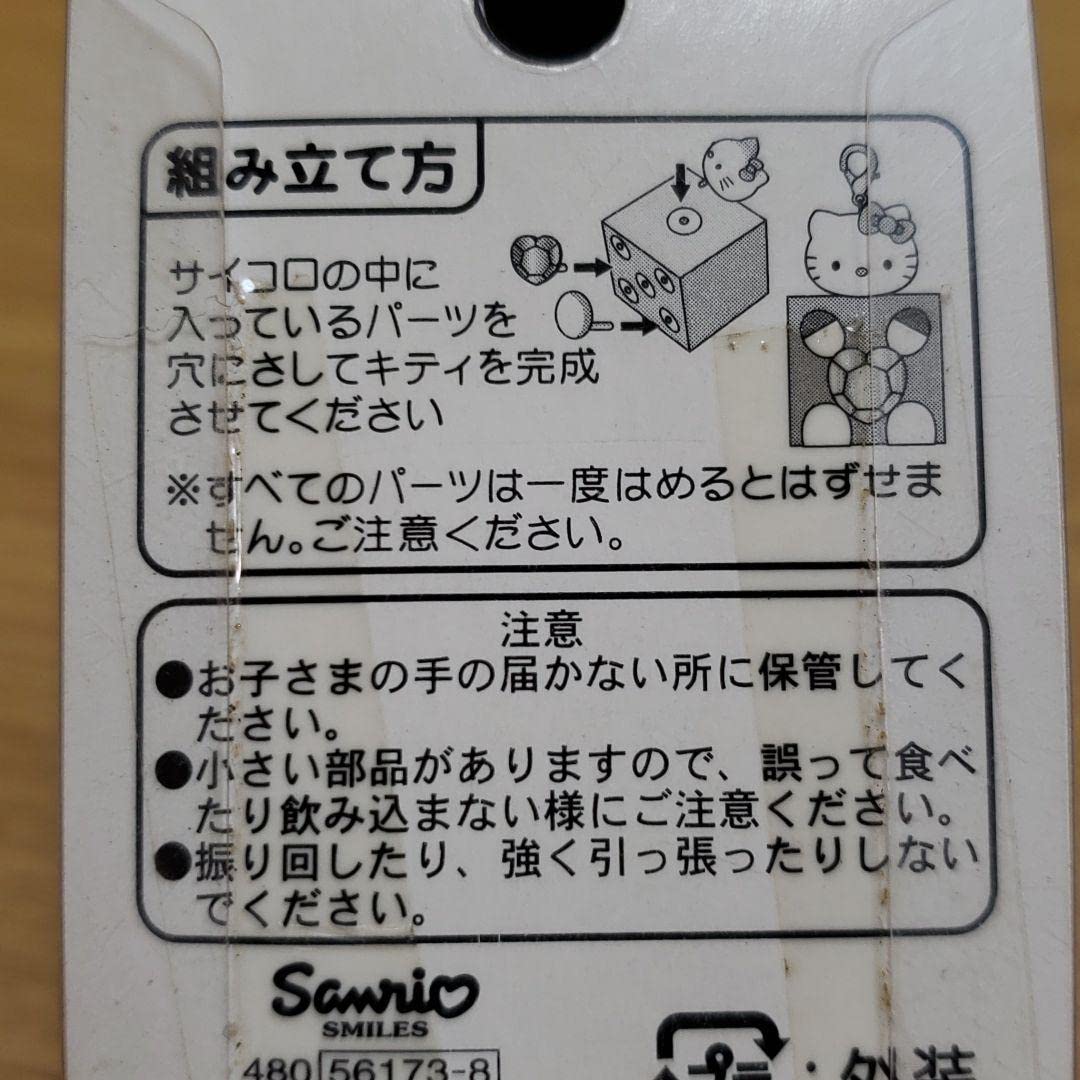 組み立て方
サイコロの中に
入っているパーツを
穴にさしてキティを完成
させてください
※すべてのパーツは一度はめるとはずせま
せん。ご注意ください。
注意
●お子さまの手の届かない所に保管してく
ださい。
●小さい部品がありますので、誤って食べ
たり飲み込まない様にご注意ください。
●振り回したり、強く引っ張ったりしない
でください。
Sanrio
SMILES
480 56173-8
:外装